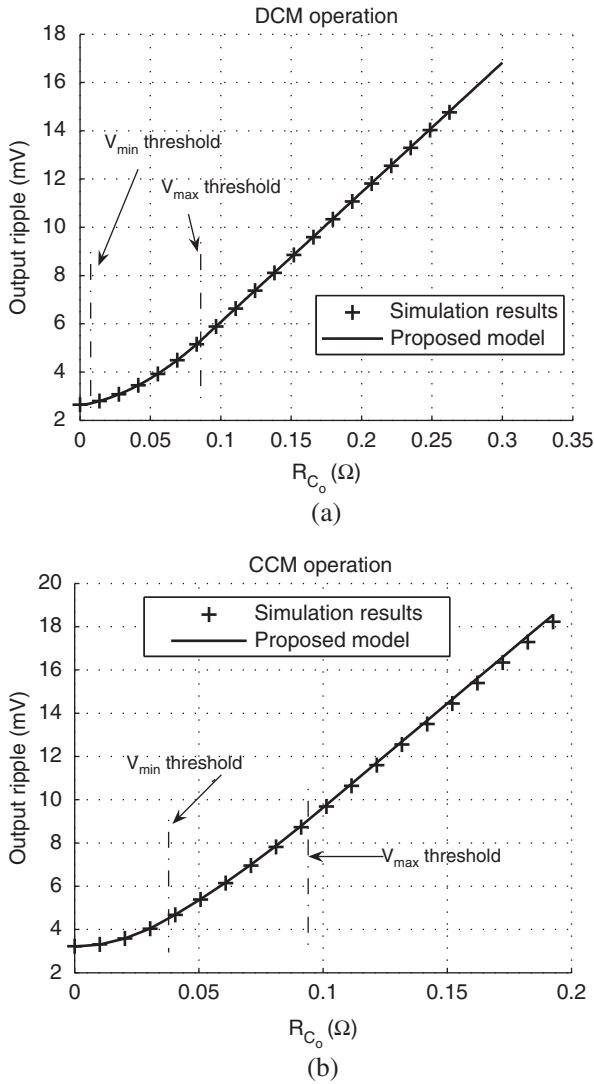 DCM operation
18
16
14
12
10
8
6
4
2
Output ripple (mV)
V_min threshold
V_max threshold
Simulation results
Proposed model
0 0.05 0.1 0.15 0.2 0.25 0.3 0.35
R_Co (Ω)
(a)
CCM operation
20
18
16
14
12
10
8
6
4
2
Output ripple (mV)
Simulation results
Proposed model
V_min threshold
V_max threshold
0 0.05 0.1 0.15 0.2
R_Co (Ω)
(b)